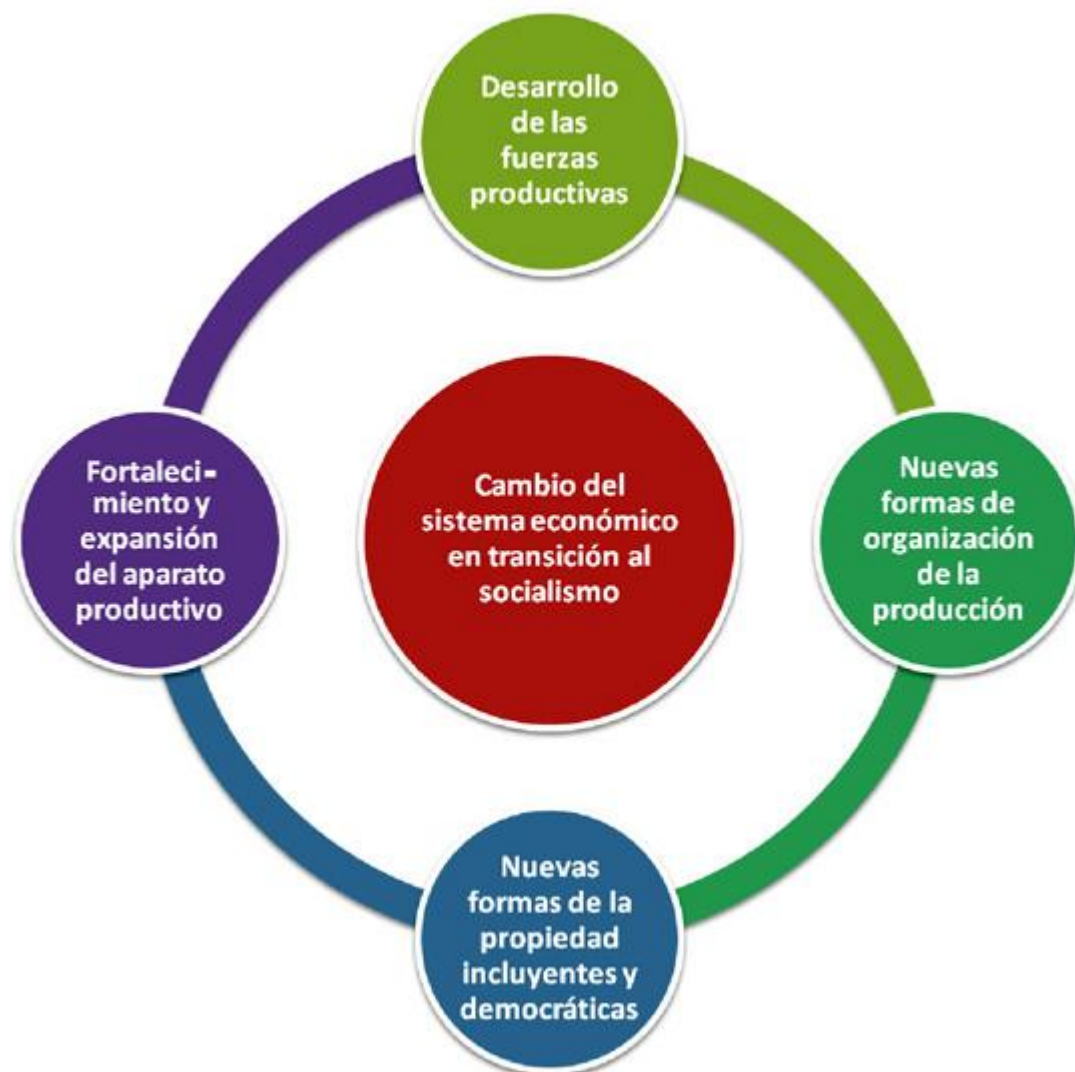 Desarrollo
de las
fuerzas
productivas
Fortaleci-
miento y
expansión
del aparato
productivo
Cambio del
sistema económico
en transición al
socialismo
Nuevas
formas de
organización
de la
producción
Nuevas
formas de la
propiedad
incluyentes y
democráticas